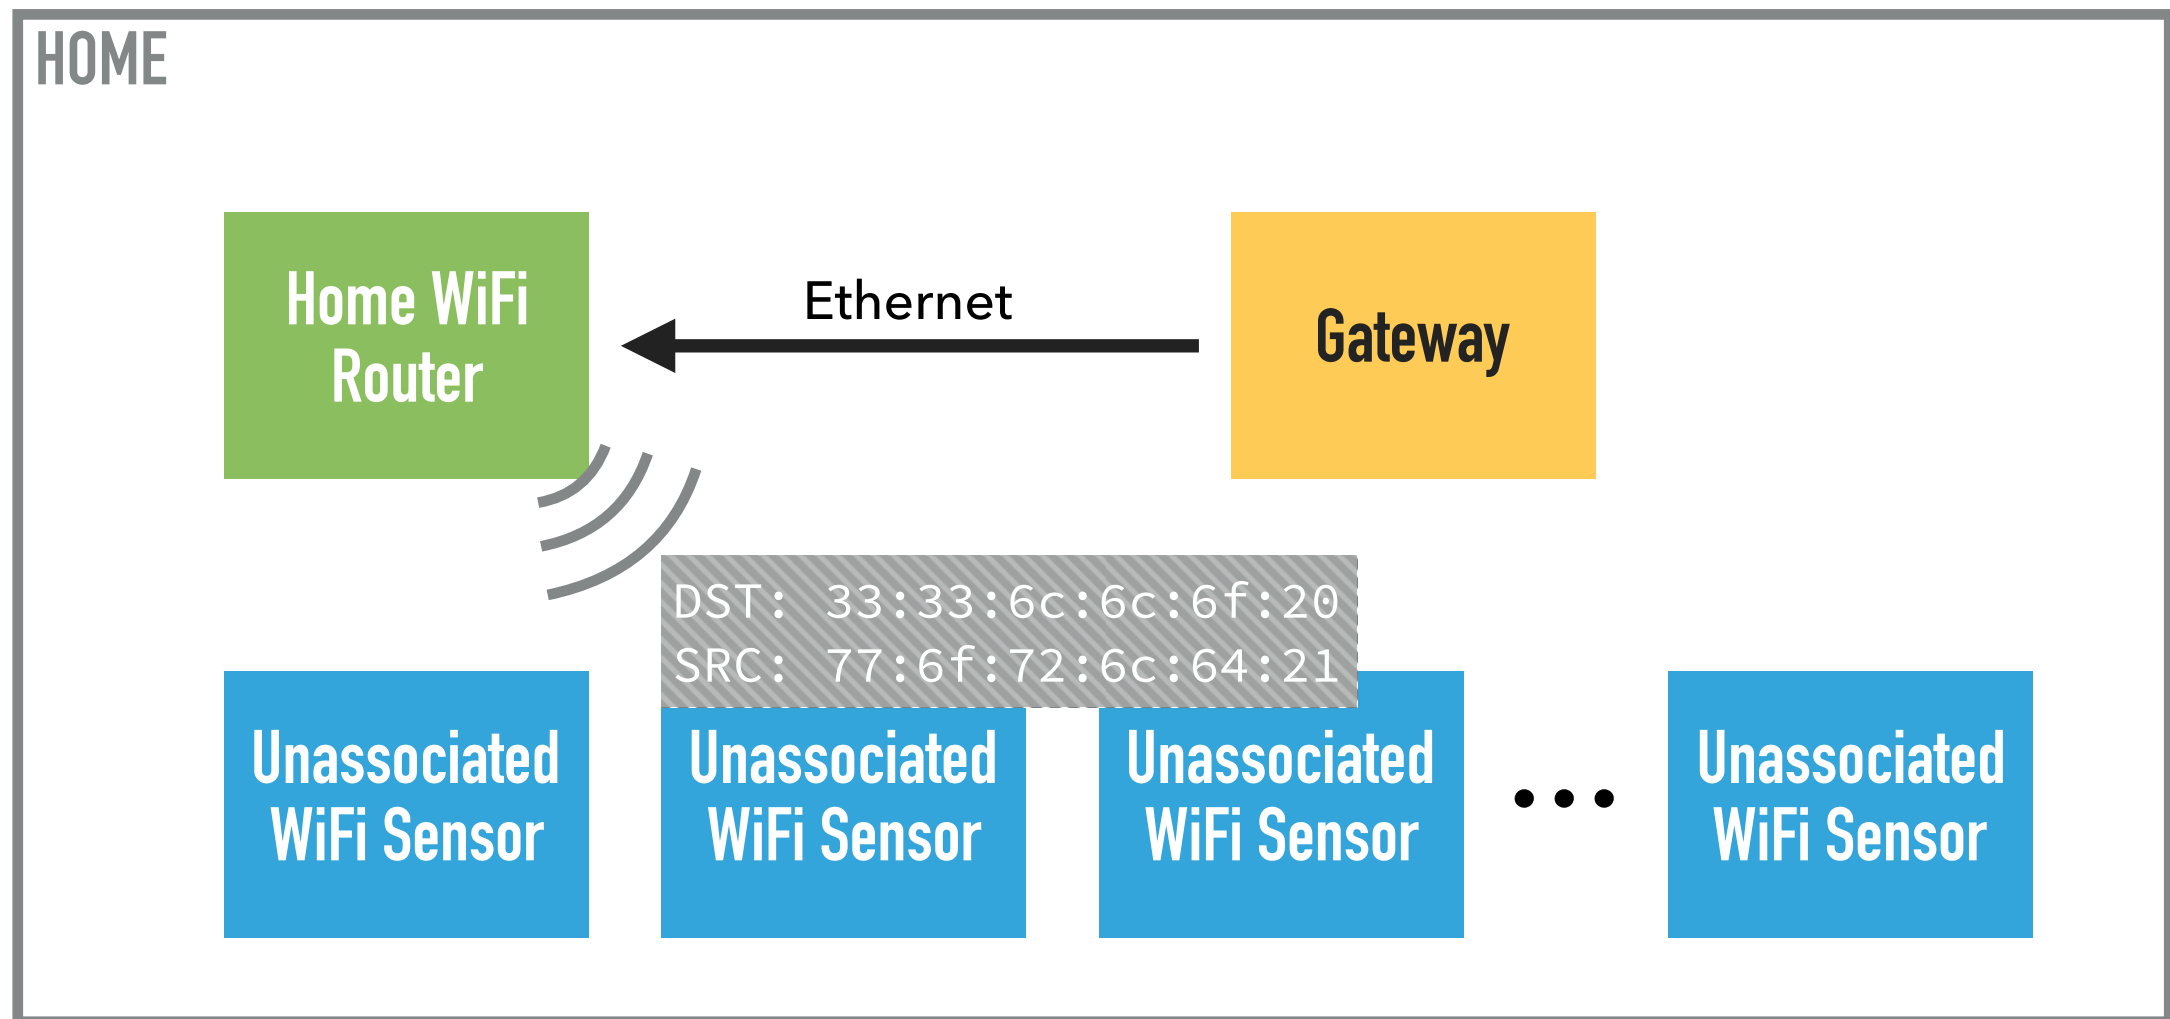 HOME
Home WiFi
Router
Ethernet
Gateway
DST: 33:33:6c:6c:6f:20
SRC: 77:6f:72:6c:64:21
Unassociated
WiFi Sensor
Unassociated
WiFi Sensor
Unassociated
WiFi Sensor
...
Unassociated
WiFi Sensor